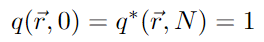 q(\vec{r}, 0) = q^*(\vec{r}, N) = 1